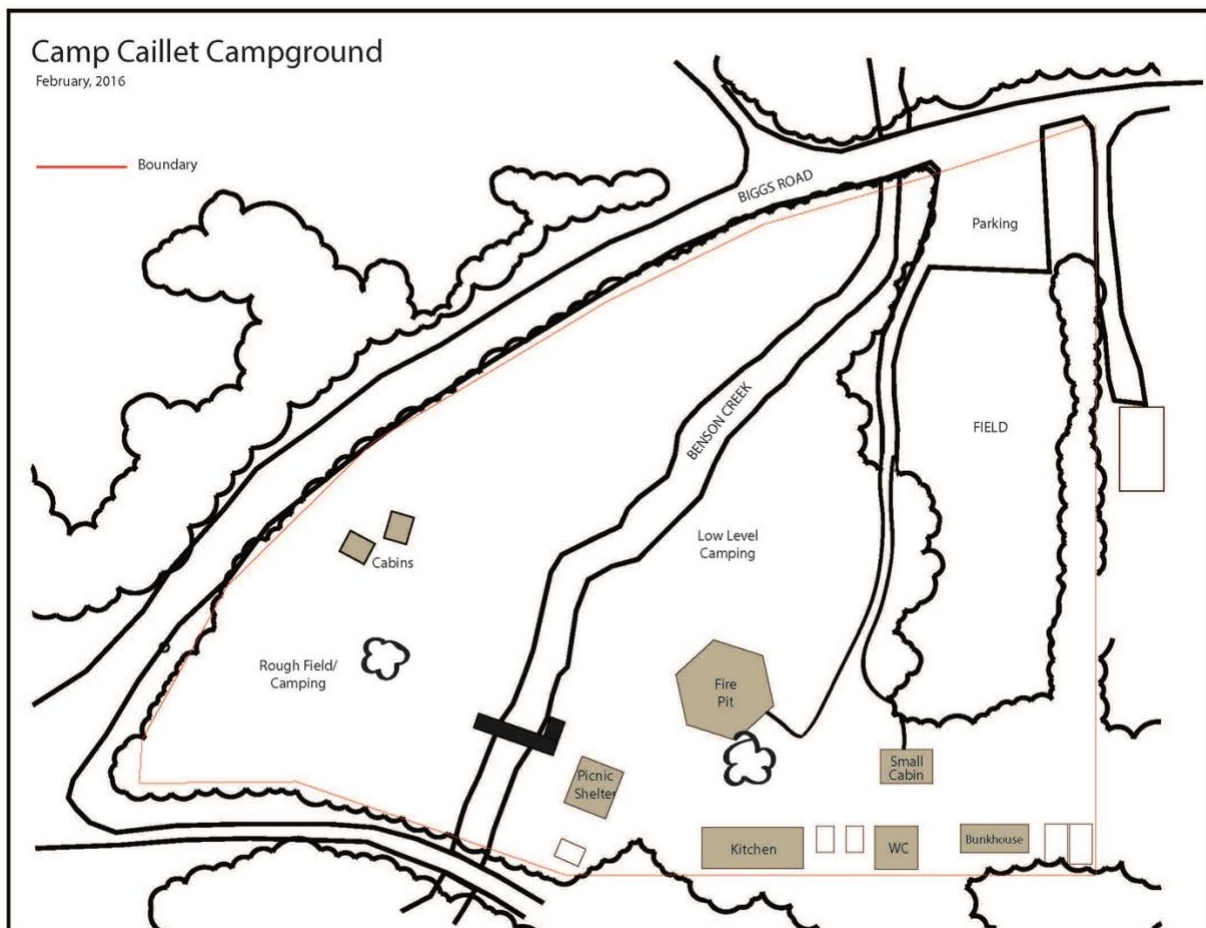 Camp Caillet Campground
February, 2016
Boundary
BIGGS ROAD
Parking
BENSON CREEK
FIELD
Low Level
Camping
Cabins
Rough Field/
Camping
Fire
Pit
Picnic
Shelter
Small
Cabin
Kitchen
WC
Bunkhouse